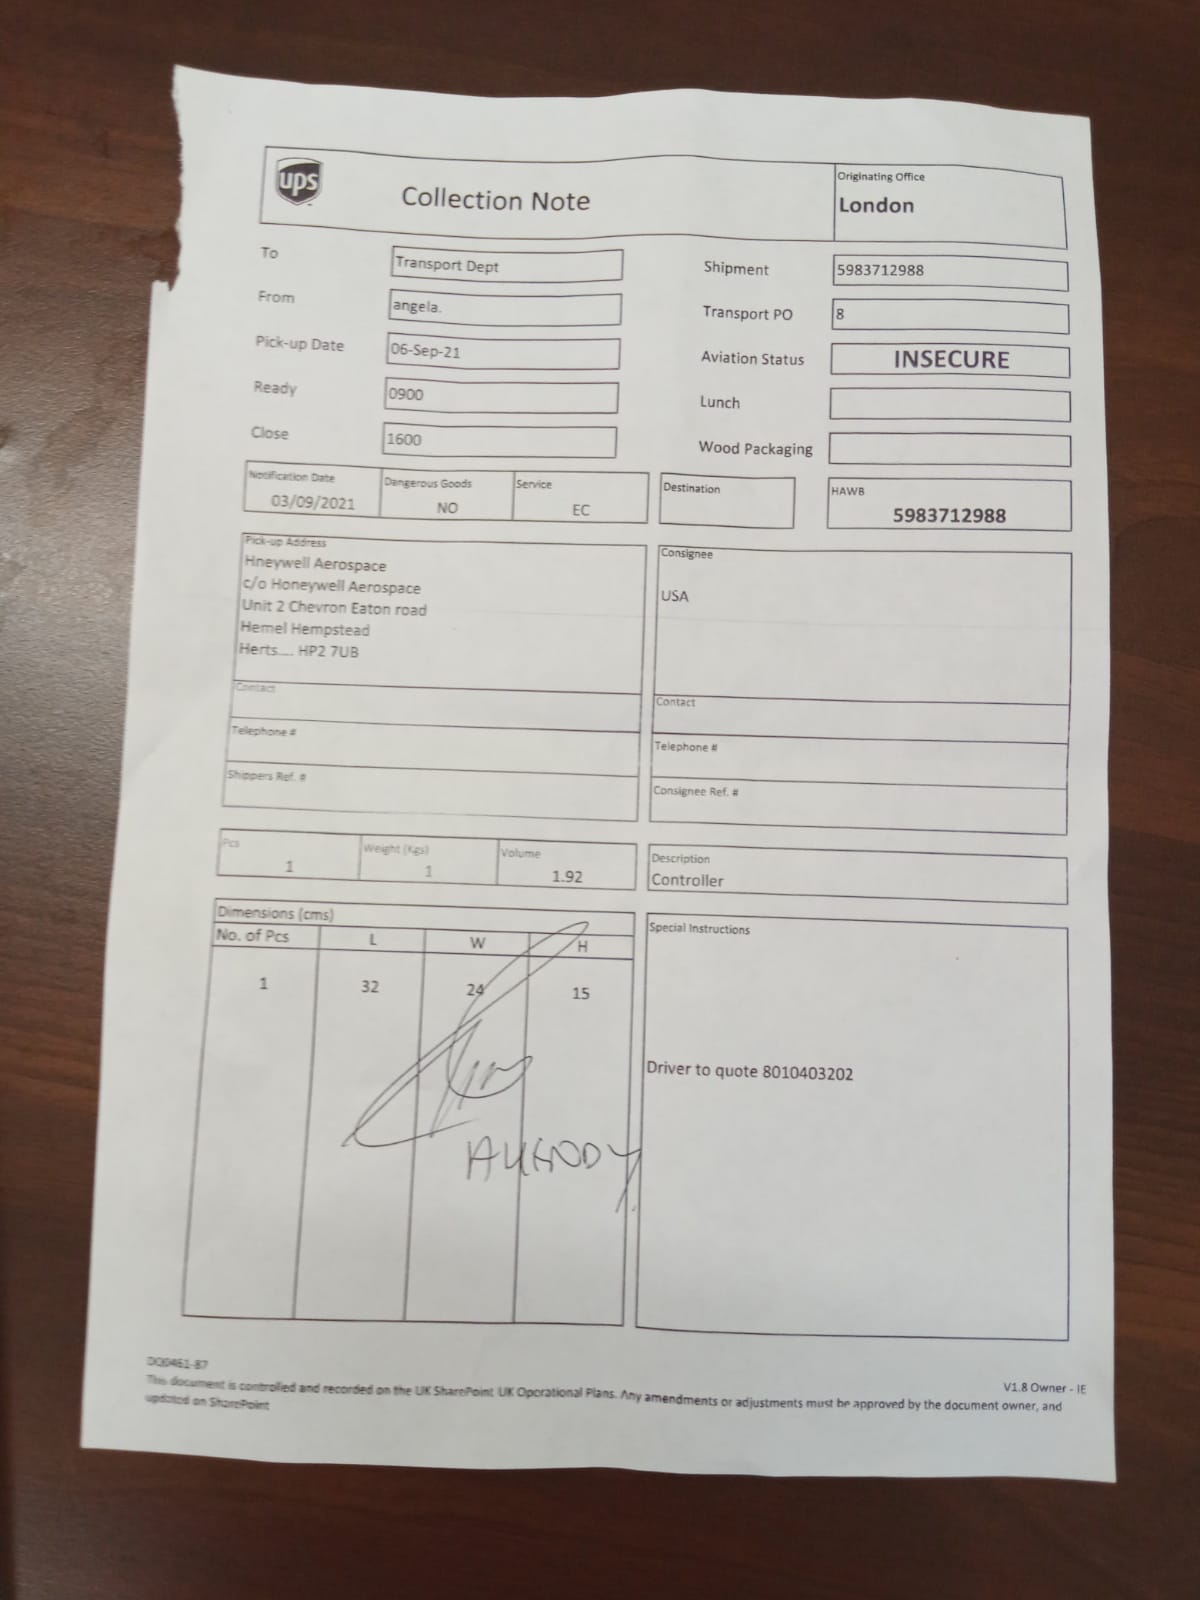 ups
Collection Note
Originating Office
London
To
Transport Dept
From
angela.
Pick-up Date
06-Sep-21
Ready
0900
Close
1600
Shipment
5983712988
Transport PO
8
Aviation Status
INSECURE
Lunch
Wood Packaging
Notification Date
03/09/2021
Dangerous Goods
NO
Service
EC
Destination
HAWB
5983712988
Pick-up Address
Hneywell Aerospace
c/o Honeywell Aerospace
Unit 2 Chevron Eaton road
Hemel Hempstead
Herts.... HP2 7UB
Contact
Telephone #
Shippers Ref. #
Consignee
USA
Contact
Telephone #
Consignee Ref. #
Pcs
1
Weight (Kgs)
1
Volume
1.92
Description
Controller
Dimensions (cms)
No. of Pcs L W H
1 32 24 15
Special Instructions
Driver to quote 8010403202
V1.8 Owner - IE
This document is controlled and recorded on the UK SharePoint UK Operational Plans. Any amendments or adjustments must be approved by the document owner, and
updated on SharePoint